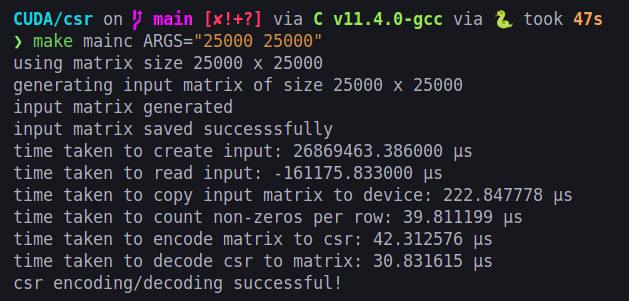 CUDA/csr on main [✘!+?] via C v11.4.0-gcc via 🐍 took 47s
❯ make mainc ARGS="25000 25000"
using matrix size 25000 x 25000
generating input matrix of size 25000 x 25000
input matrix generated
input matrix saved successsfully
time taken to create input: 26869463.386000 µs
time taken to read input: -161175.833000 µs
time taken to copy input matrix to device: 222.847778 µs
time taken to count non-zeros per row: 39.811199 µs
time taken to encode matrix to csr: 42.312576 µs
time taken to decode csr to matrix: 30.831615 µs
csr encoding/decoding successful!